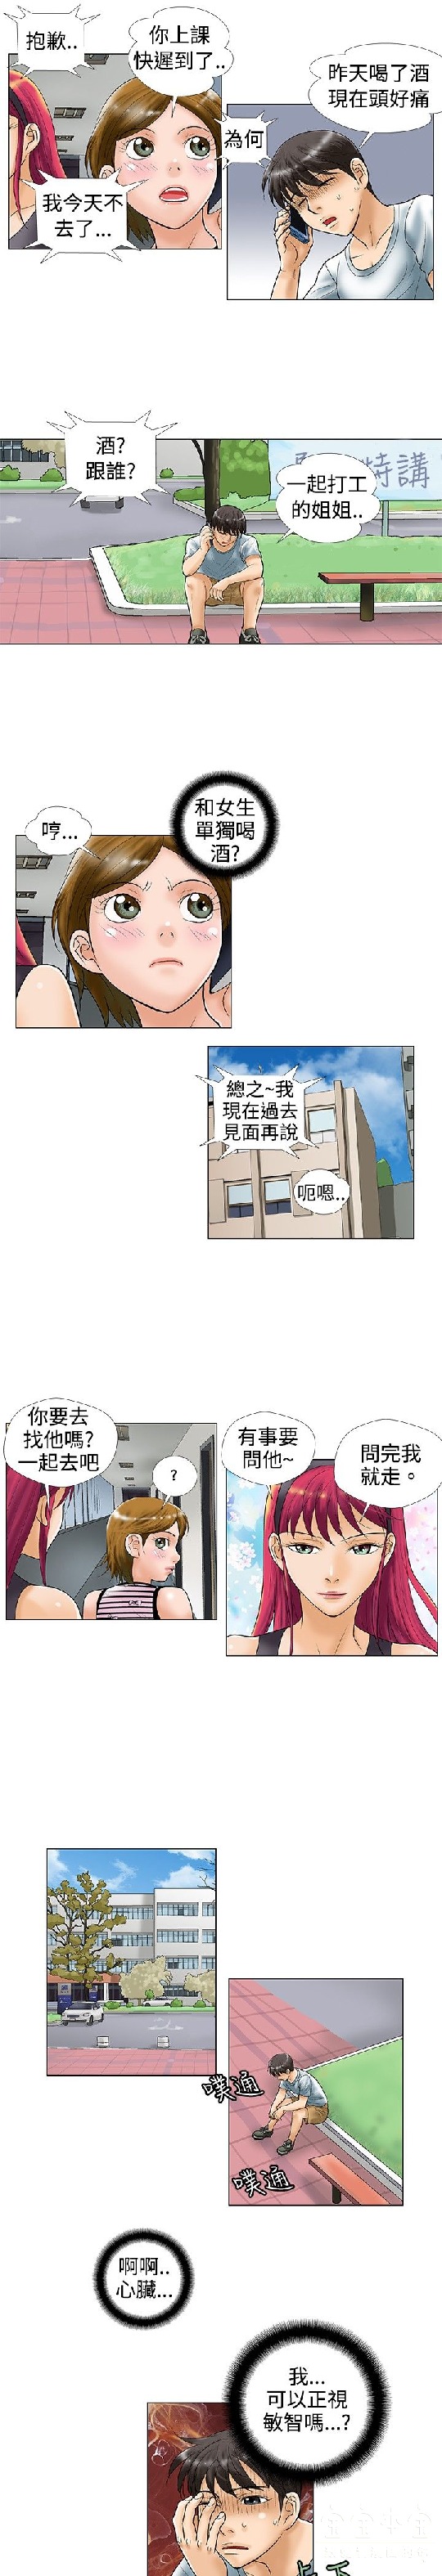 抱歉..
你上課
快遲到了..
我今天不
去了...
為何
昨天喝了酒
現在頭好痛
酒?
跟誰?
一起打工
的姐姐..
特講
哼...
和女生
單獨喝
酒?
總之~我
現在過去
見面再說
呃嗯..
你要去
找他嗎?
一起去吧
?
有事要
問他~
問完我
就走。
噗通
噗通
啊啊..
心臟...
我...
可以正視
敏智嗎...?